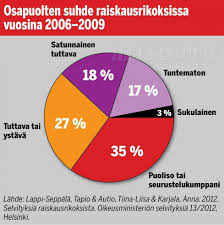 Osapuolten suhde raiskausrikoksissa
vuosina 2006–2009
Satunnainen
tuttava
18 %
Tuntematon
17 %
3 %
Sukulainen
Tuttava tai
ystävä
27 %
35 %
Puoliso tai
seurustelukumppani
Lähde: Lappi-Seppälä, Tapio & Autio, Tiina-Liisa & Karjala, Anna. 2012.
Selvityksiä raiskausrikoksista. Oikeusministeriön selvityksiä 13/2012,
Helsinki.